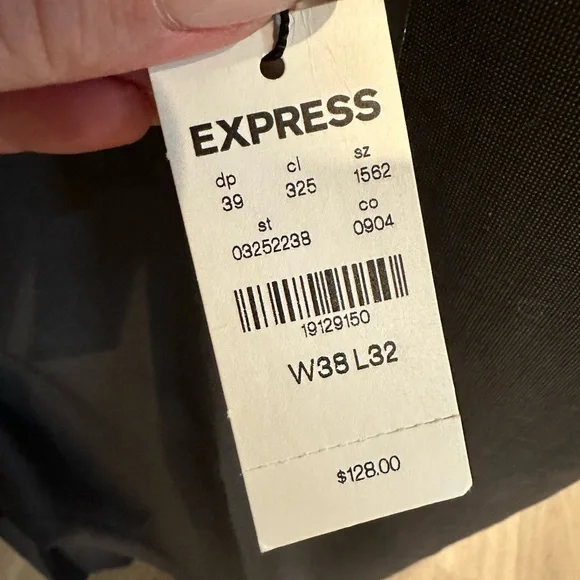 EXPRESS
dp cl sz
39 325 1562
st co
03252238 0904
19129150
W38 L32
$128.00